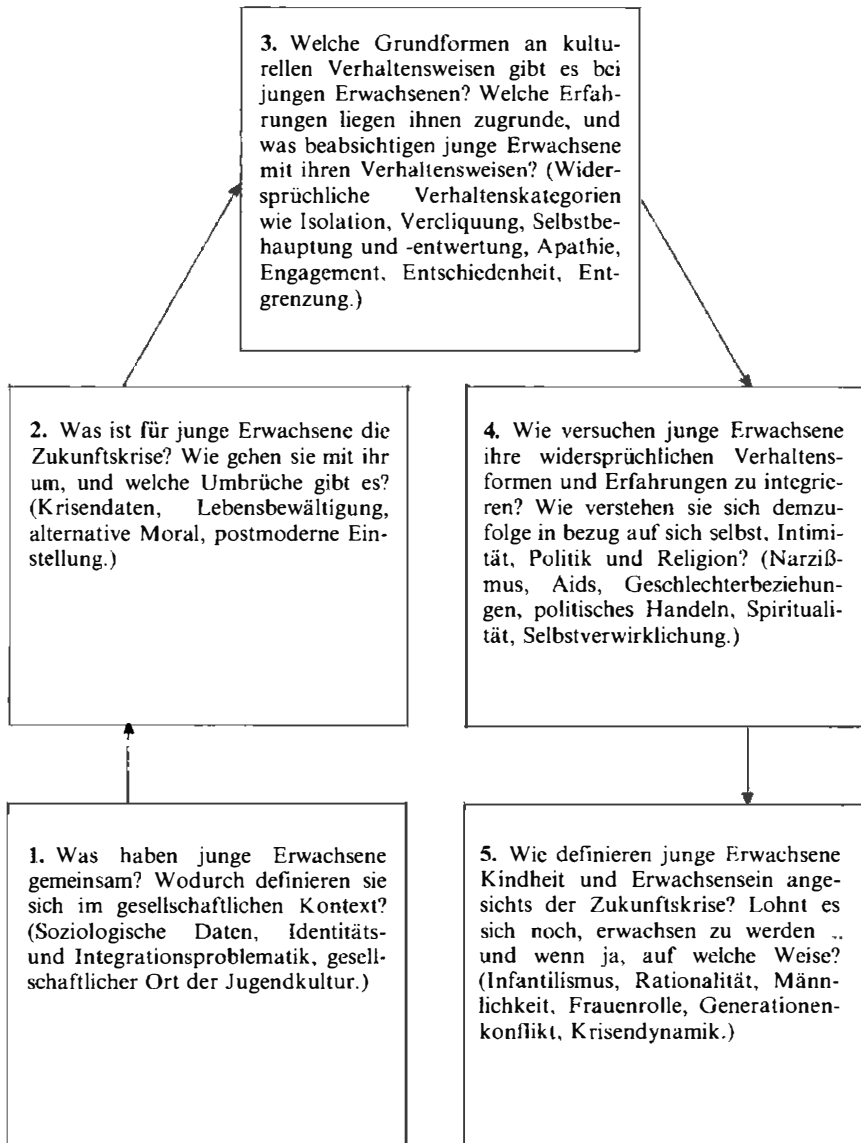 3. Welche Grundformen an kultu-
rellen Verhaltensweisen gibt es bei
jungen Erwachsenen? Welche Erfah-
rungen liegen ihnen zugrunde, und
was beabsichtigen junge Erwachsene
mit ihren Verhaltensweisen? (Wider-
sprüchliche Verhaltenskategorien
wie Isolation, Vercliquung, Selbstbe-
hauptung und -entwertung, Apathie,
Engagement, Entschiedenheit, Ent-
grenzung.)
2. Was ist für junge Erwachsene die
Zukunftskrise? Wie gehen sie mit ihr
um, und welche Umbrüche gibt es?
(Krisendaten, Lebensbewältigung,
alternative Moral, postmoderne Ein-
stellung.)
4. Wie versuchen junge Erwachsene
ihre widersprüchlichen Verhaltens-
formen und Erfahrungen zu integrie-
ren? Wie verstehen sie sich demzu-
folge in bezug auf sich selbst, Intimi-
tät, Politik und Religion? (Narziß-
mus, Aids, Geschlechterbeziehun-
gen, politisches Handeln, Spirituali-
tät, Selbstverwirklichung.)
1. Was haben junge Erwachsene
gemeinsam? Wodurch definieren sie
sich im gesellschaftlichen Kontext?
(Soziologische Daten, Identitäts-
und Integrationsproblematik, gesell-
schaftlicher Ort der Jugendkultur.)
5. Wie definieren junge Erwachsene
Kindheit und Erwachsensein ange-
sichts der Zukunftskrise? Lohnt es
sich noch, erwachsen zu werden ..
und wenn ja, auf welche Weise?
(Infantilismus, Rationalität, Männ-
lichkeit, Frauenrolle, Generationen-
konflikt, Krisendynamik.)